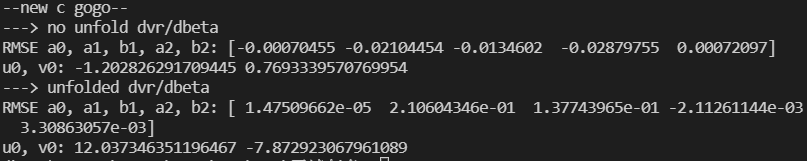 --new c gogo--
---> no unfold dvr/dbeta
RMSE a0, a1, b1, a2, b2: [-0.00070455 -0.02104454 -0.0134602  -0.02879755  0.00072097]
u0, v0: -1.202826291709445 0.7693339570769954
---> unfolded dvr/dbeta
RMSE a0, a1, b1, a2, b2: [ 1.47509662e-05  2.10604346e-01  1.37743965e-01 -2.11261144e-03
  3.30863057e-03]
u0, v0: 12.037346351196467 -7.872923067961089